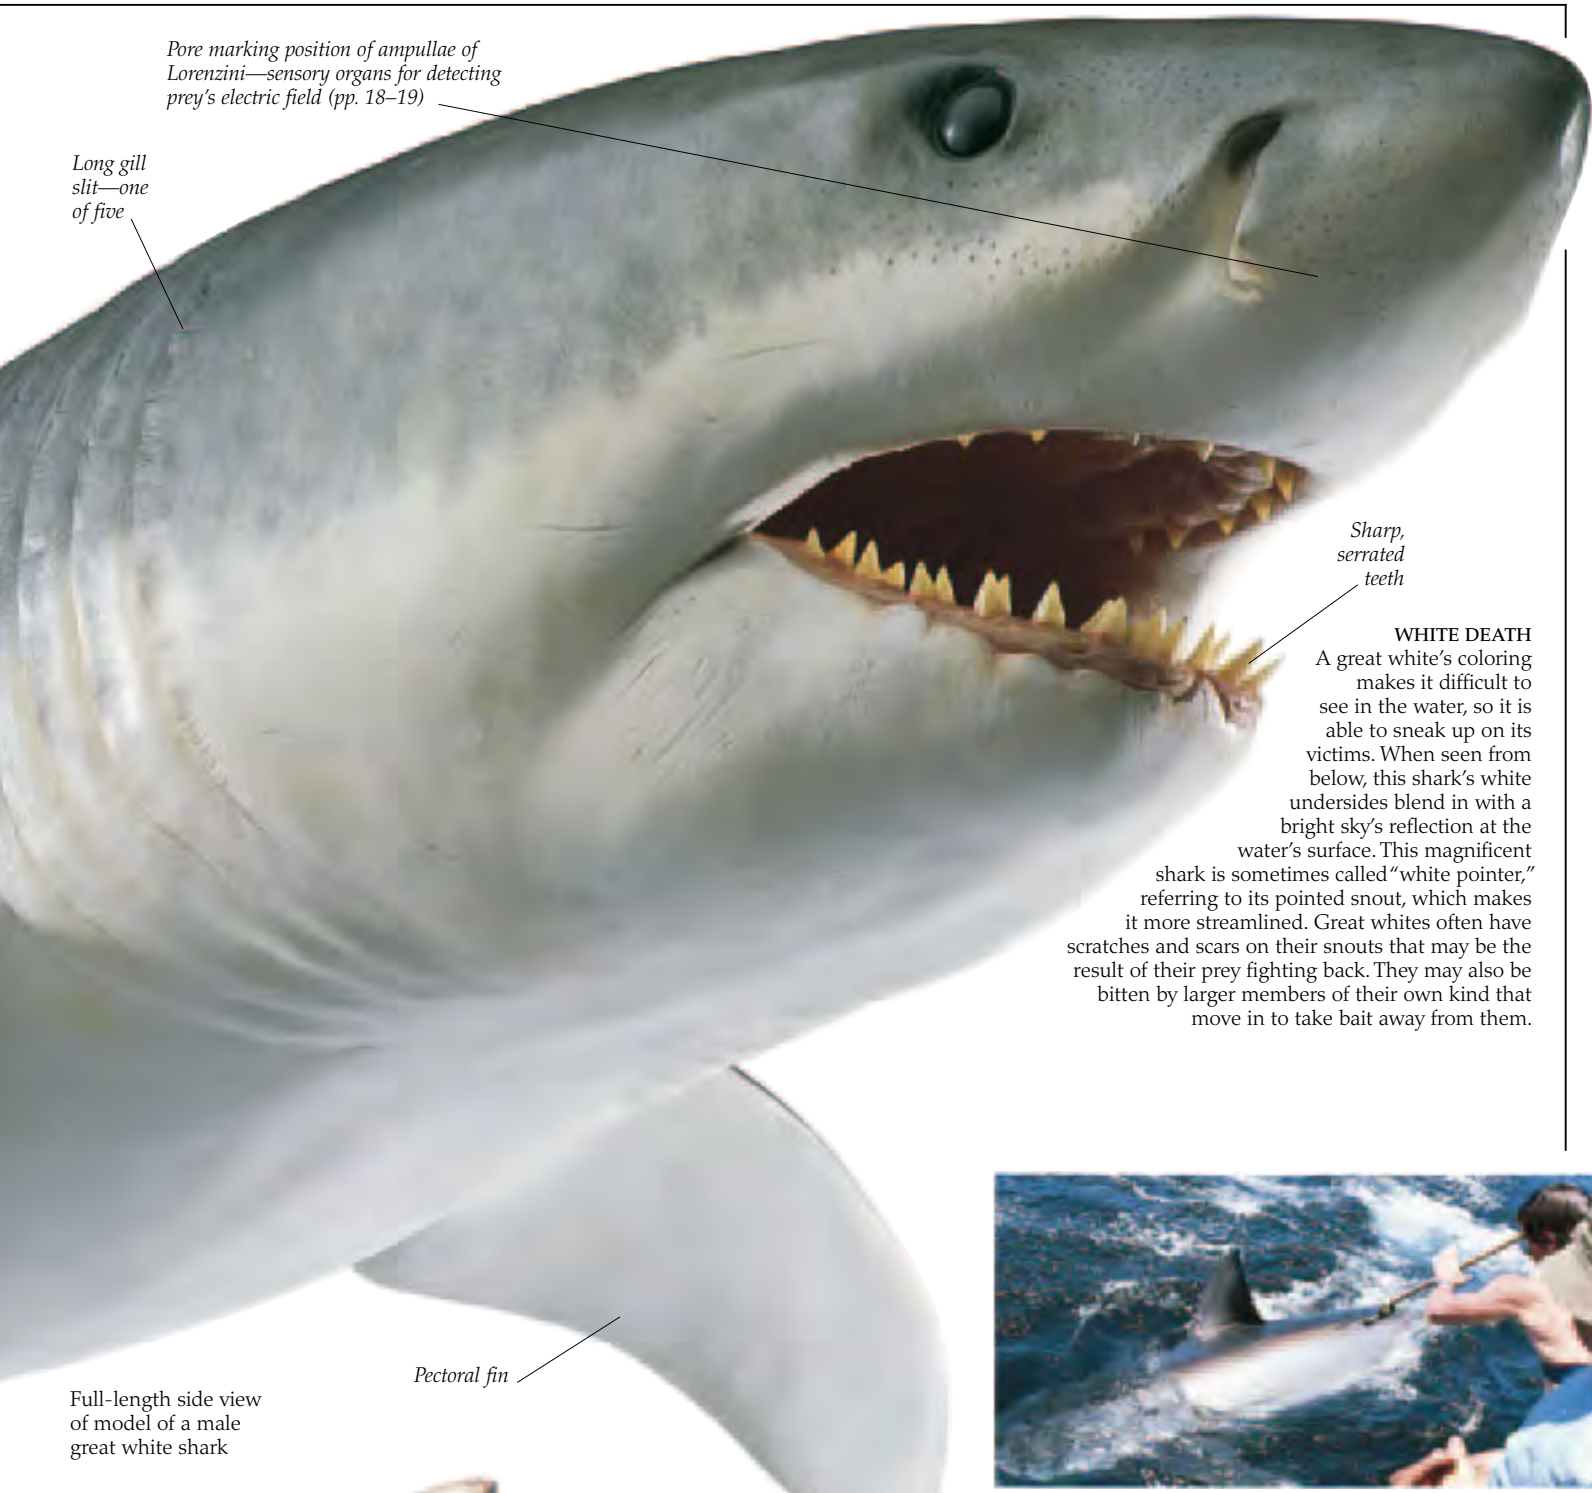 Pore marking position of ampullae of
Lorenzini—sensory organs for detecting
prey’s electric field (pp. 18–19)
Long gill
slit—one
of five
Sharp,
serrated
teeth
WHITE DEATH
A great white’s coloring
makes it difficult to
see in the water, so it is
able to sneak up on its
victims. When seen from
below, this shark’s white
undersides blend in with a
bright sky’s reflection at the
water’s surface. This magnificent
shark is sometimes called “white pointer,”
referring to its pointed snout, which makes
it more streamlined. Great whites often have
scratches and scars on their snouts that may be the
result of their prey fighting back. They may also be
bitten by larger members of their own kind that
move in to take bait away from them.
Pectoral fin
Full-length side view
of model of a male
great white shark